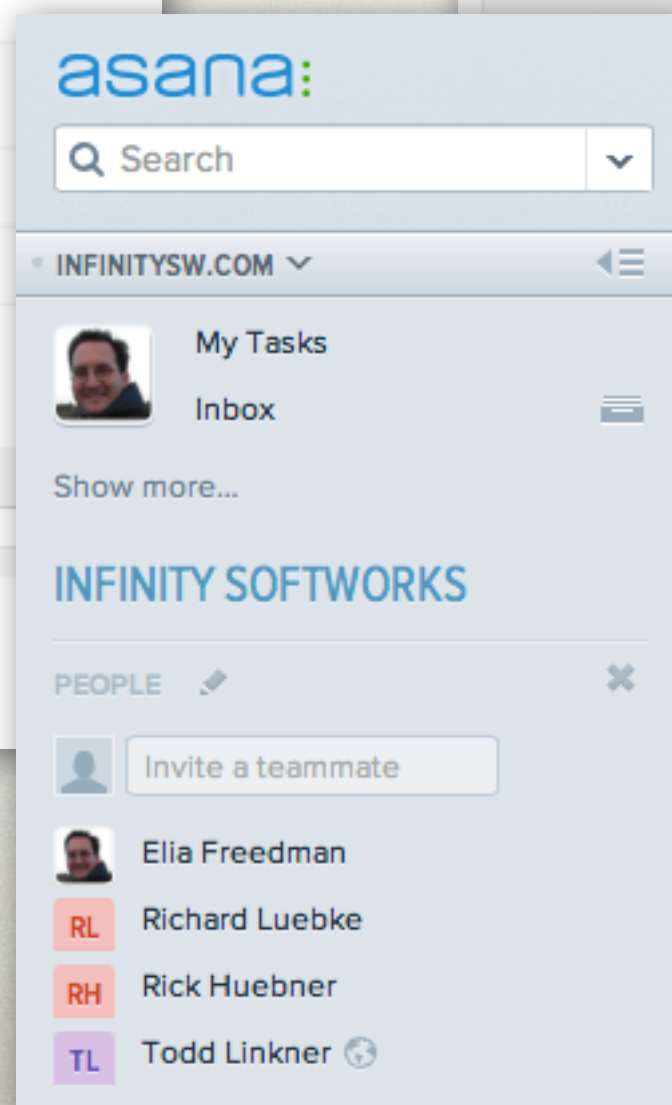 asana
Search
INFINITYSW.COM
My Tasks
Inbox
Show more...
INFINITY SOFTWORKS
PEOPLE
Invite a teammate
Elia Freedman
RL Richard Luebke
RH Rick Huebner
TL Todd Linkner